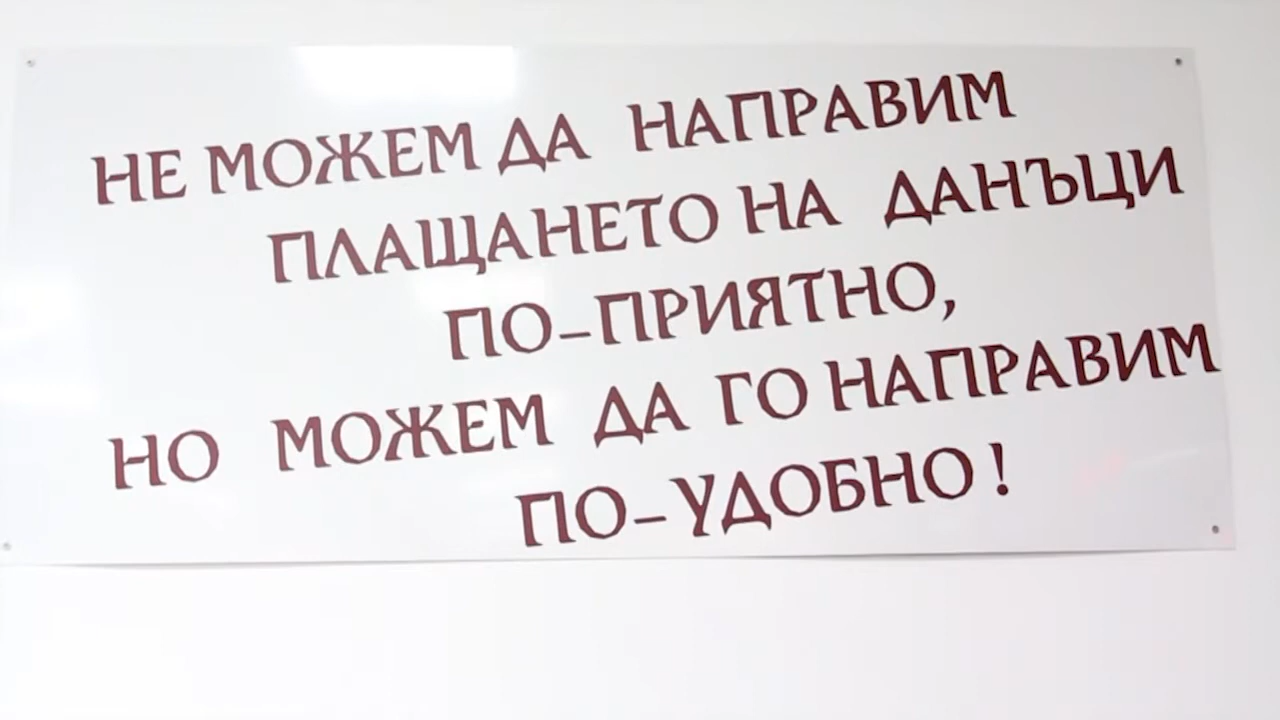 НЕ МОЖЕМ ДА НАПРАВИМ
ПЛАЩАНЕТО НА ДАНЪЦИ
ПО-ПРИЯТНО,
НО МОЖЕМ ДА ГО НАПРАВИМ
ПО-УДОБНО!